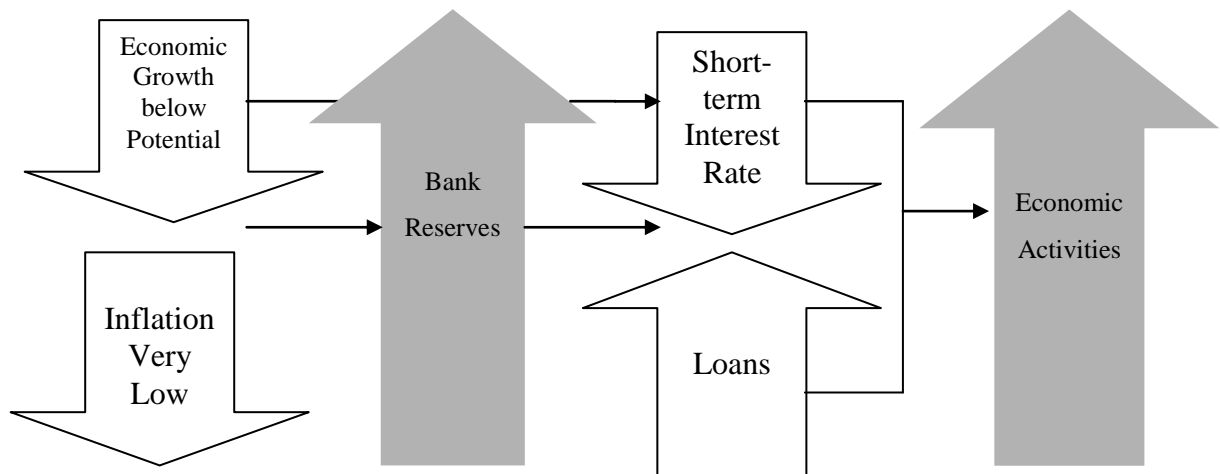 Economic
Growth
below
Potential
Inflation
Very
Low
Bank
Reserves
Short-
term
Interest
Rate
Loans
Economic
Activities